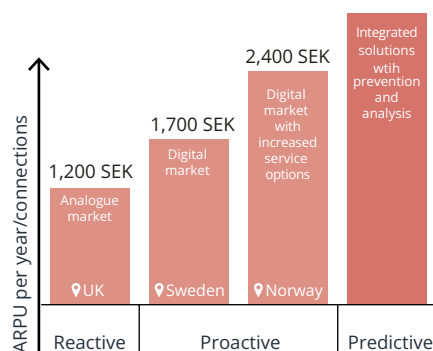 ARPU per year/connections
1,200 SEK
Analogue
market
UK
1,700 SEK
Digital
market
Sweden
2,400 SEK
Digital
market
with
increased
service
options
Norway
Integrated
solutions
wtih
prevention
and
analysis
Reactive
Proactive
Predictive